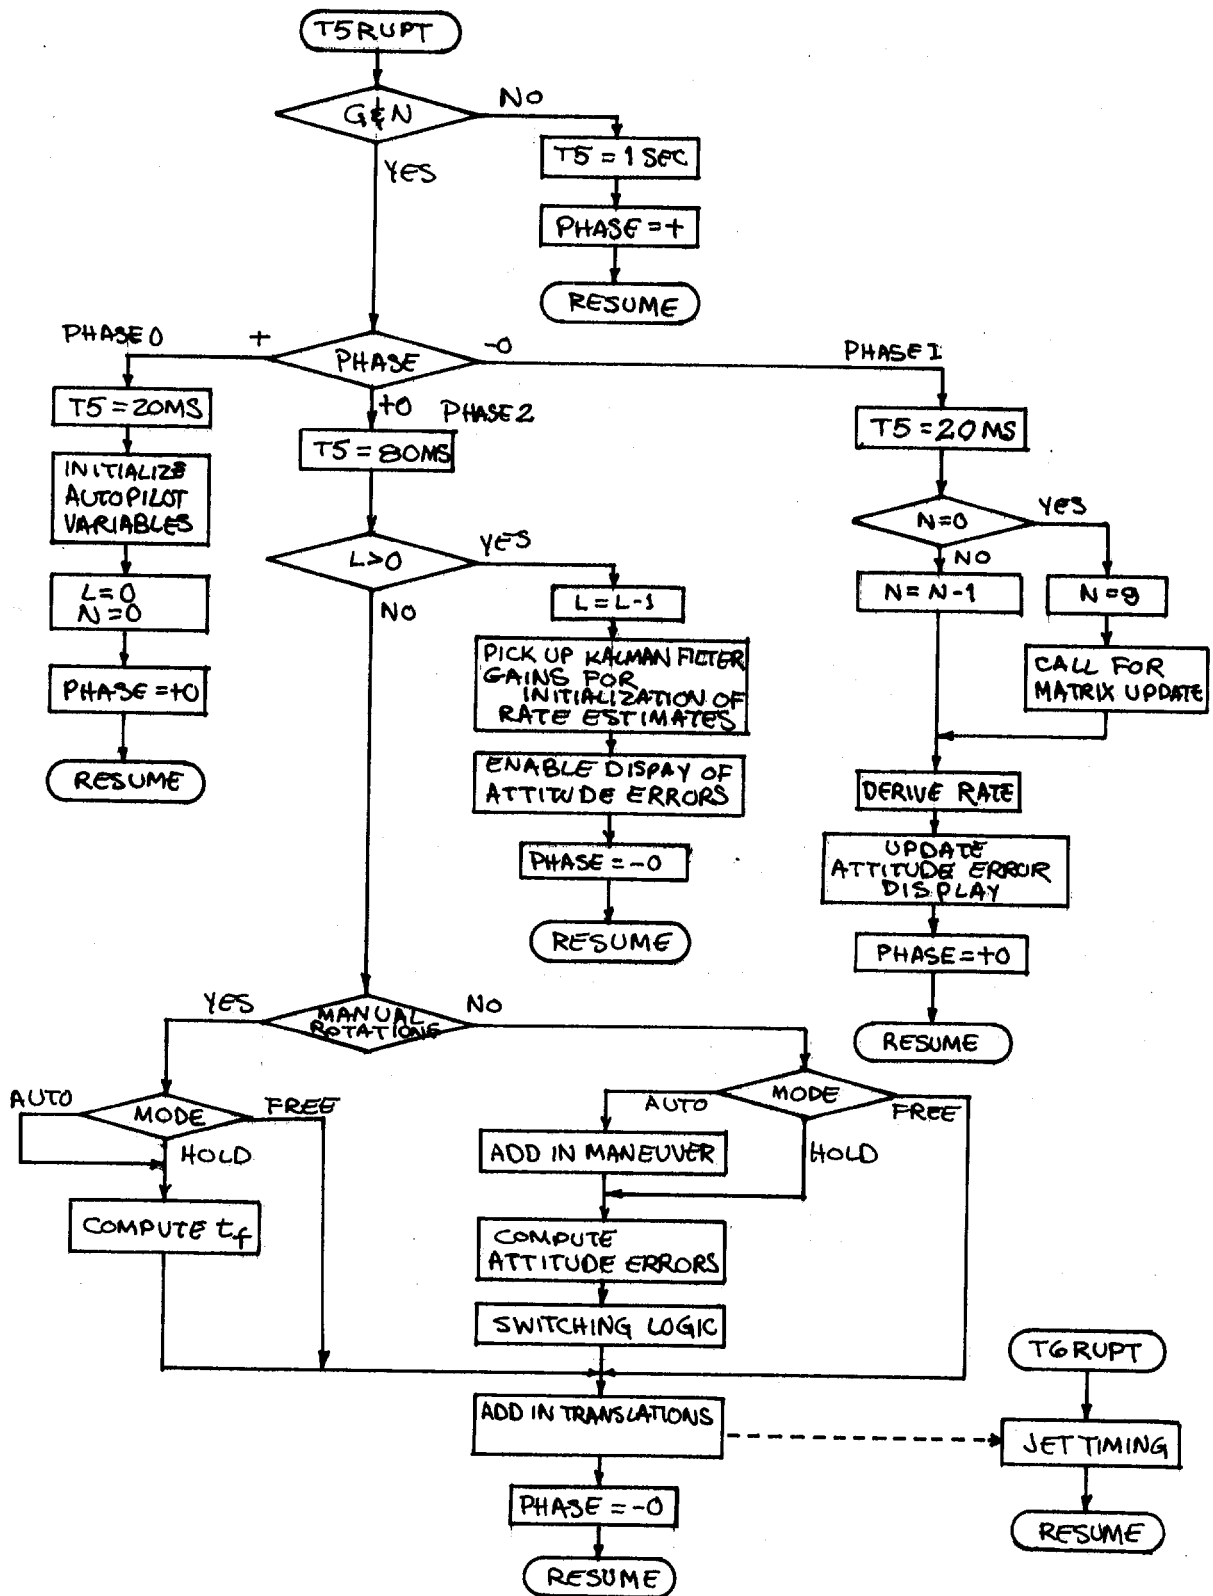 T5RUPT
G&N
NO
YES
T5 = 1 SEC
PHASE = +
RESUME
PHASE 0
+
PHASE
-0
PHASE 1
+0
PHASE 2
T5 = 20MS
INITIALIZE
AUTOPILOT
VARIABLES
L=0
N=0
PHASE = +0
RESUME
T5 = 80MS
L>0
YES
NO
L = L-1
PICK UP KALMAN FILTER
GAINS FOR
INITIALIZATION OF
RATE ESTIMATES
ENABLE DISPAY OF
ATTITUDE ERRORS
PHASE = -0
RESUME
T5 = 20MS
N=0
YES
NO
N = N-1
N = 9
CALL FOR
MATRIX UPDATE
DERIVE RATE
UPDATE
ATTITUDE ERROR
DISPLAY
PHASE = +0
RESUME
YES
MANUAL
ROTATIONS
NO
AUTO
MODE
FREE
HOLD
COMPUTE tf
MODE
AUTO
FREE
HOLD
ADD IN MANEUVER
COMPUTE
ATTITUDE ERRORS
SWITCHING LOGIC
ADD IN TRANSLATIONS
PHASE = -0
RESUME
T6RUPT
JET TIMING
RESUME